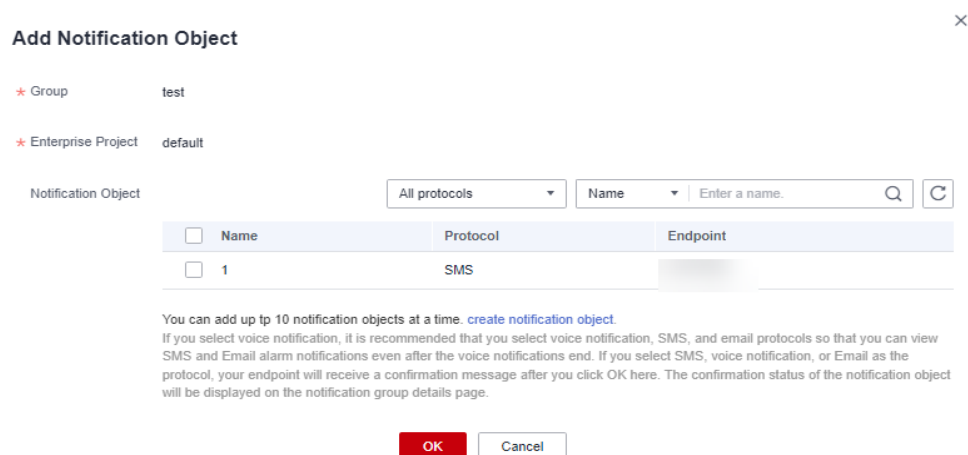 Add Notification Object
* Group test
* Enterprise Project default
Notification Object All protocols Name Enter a name.
Name Protocol Endpoint
1 SMS
You can add up tp 10 notification objects at a time. create notification object.
If you select voice notification, it is recommended that you select voice notification, SMS, and email protocols so that you can view
SMS and Email alarm notifications even after the voice notifications end. If you select SMS, voice notification, or Email as the
protocol, your endpoint will receive a confirmation message after you click OK here. The confirmation status of the notification object
will be displayed on the notification group details page.
OK Cancel